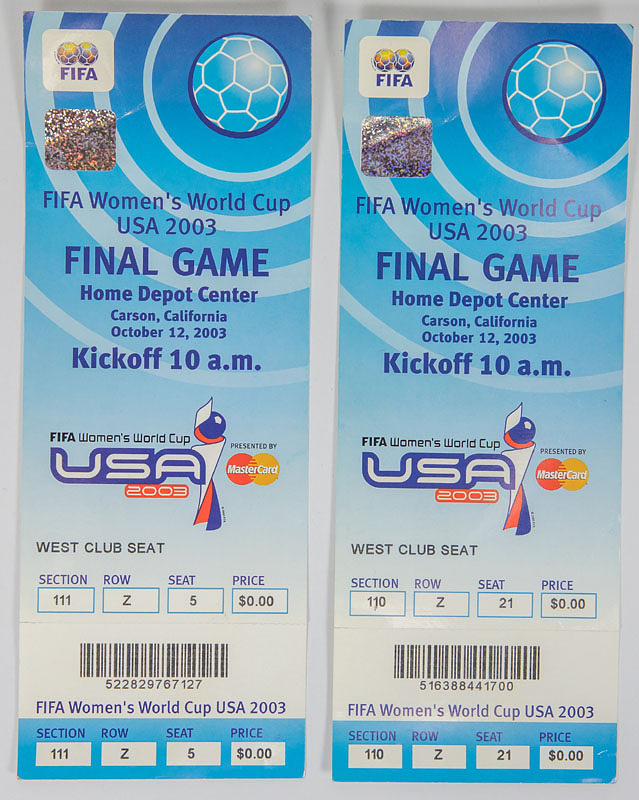 FIFA
FIFA Women's World Cup
USA 2003
FINAL GAME
Home Depot Center
Carson, California
October 12, 2003
Kickoff 10 a.m.
FIFA Women's World Cup
USA
2003
PRESENTED BY
MasterCard
WEST CLUB SEAT
SECTION ROW SEAT PRICE
111 Z 5 $0.00
522829767127
FIFA Women's World Cup USA 2003
SECTION ROW SEAT PRICE
111 Z 5 $0.00
FIFA
FIFA Women's World Cup
USA 2003
FINAL GAME
Home Depot Center
Carson, California
October 12, 2003
Kickoff 10 a.m.
FIFA Women's World Cup
USA
2003
PRESENTED BY
MasterCard
WEST CLUB SEAT
SECTION ROW SEAT PRICE
110 Z 21 $0.00
516388441700
FIFA Women's World Cup USA 2003
SECTION ROW SEAT PRICE
110 Z 21 $0.00